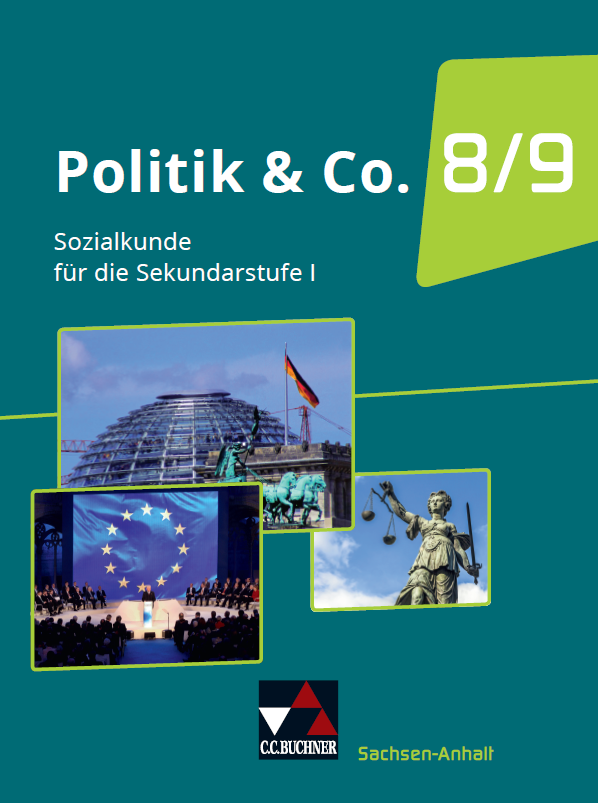 Politik & Co. 8/9
Sozialkunde
für die Sekundarstufe I
C.C.BUCHNER
Sachsen-Anhalt